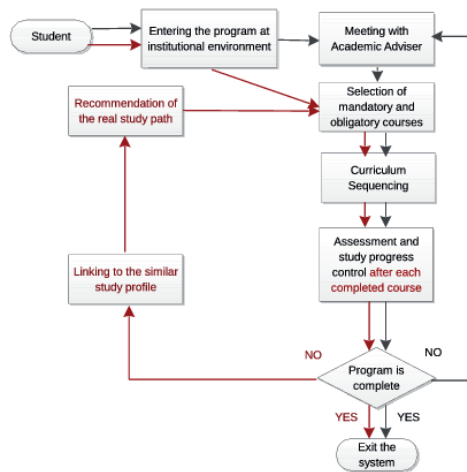 Student
Entering the program at
institutional environment
Meeting with
Academic Adviser
Recommendation of
the real study path
Selection of
mandatory and
obligatory courses
Curriculum
Sequencing
Assessment and
study progress
control after each
completed course
Linking to the similar
study profile
NO
NO
Program is
complete
YES
YES
Exit the
system